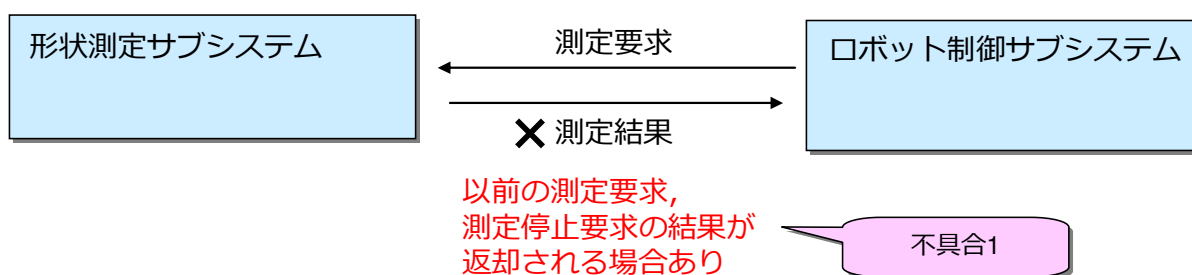 形状測定サブシステム
測定要求
ロボット制御サブシステム
✕ 測定結果
以前の測定要求,
測定停止要求の結果が
返却される場合あり
不具合1